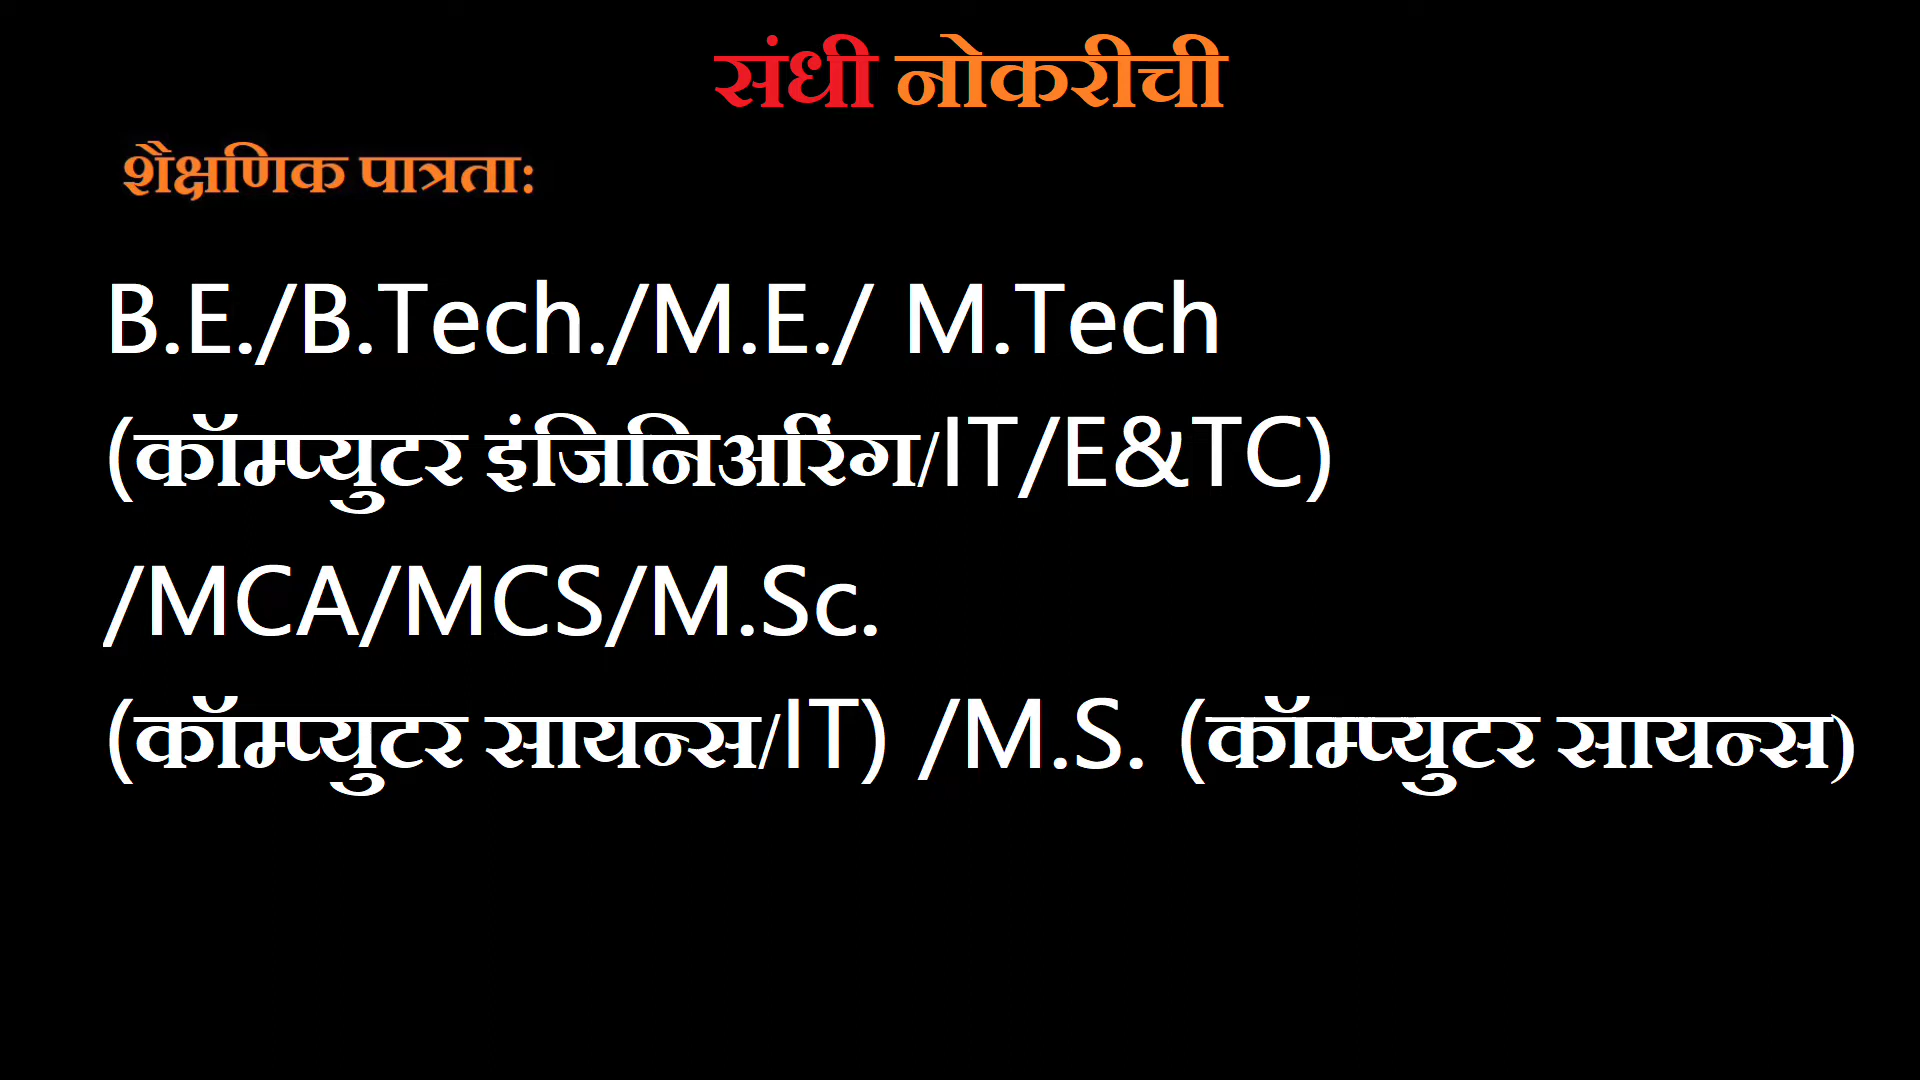 संधी नोकरीची
शैक्षणिक पात्रता:
B.E./B.Tech./M.E./ M.Tech
(कॉम्प्युटर इंजिनिअरिंग/IT/E&TC)
/MCA/MCS/M.Sc.
(कॉम्प्युटर सायन्स/IT) /M.S. (कॉम्प्युटर सायन्स)